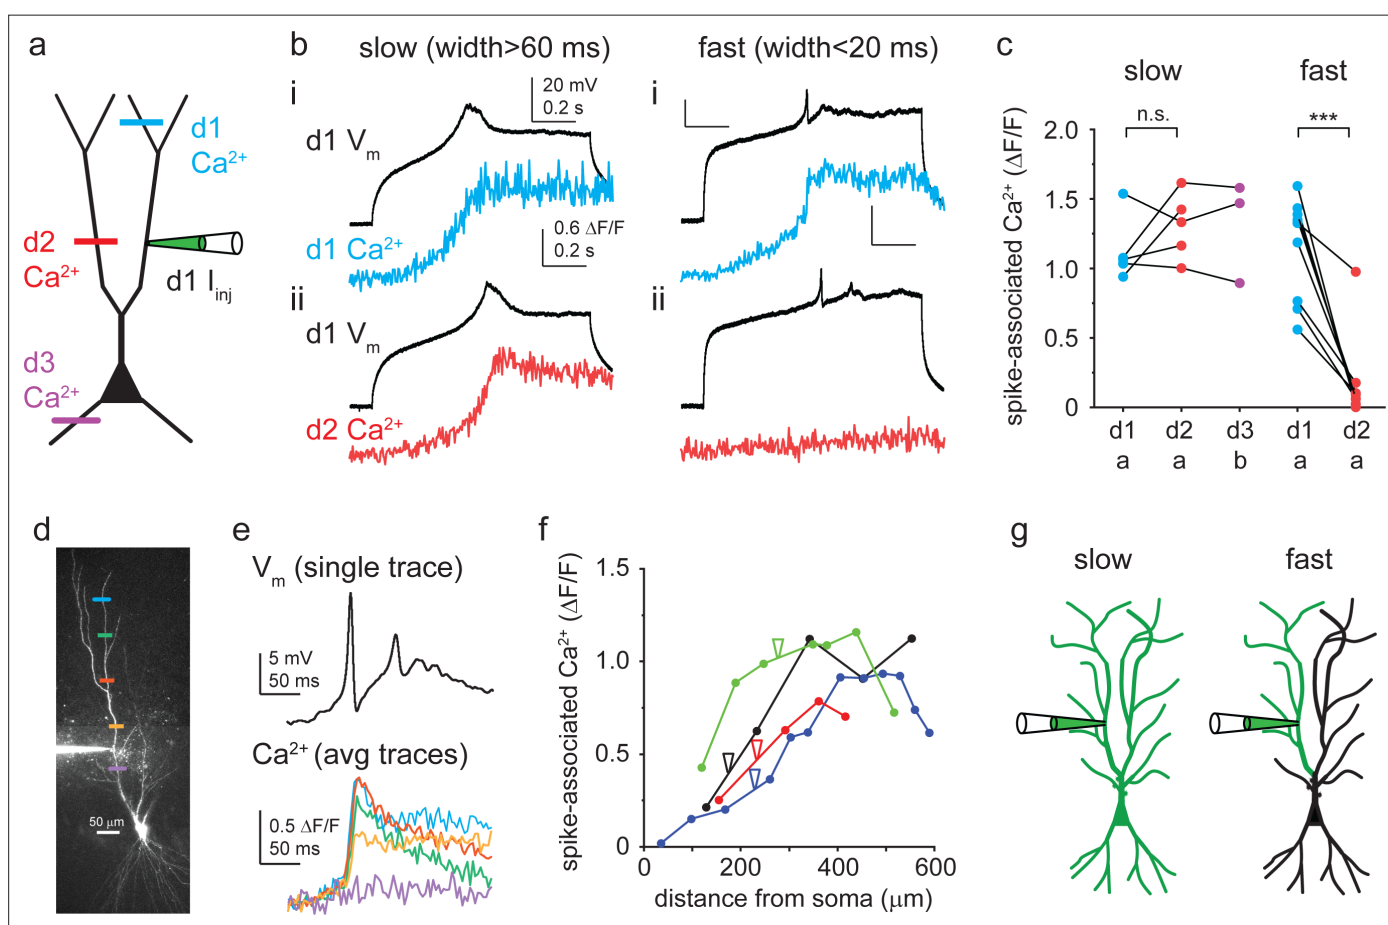 a
d1
Ca²⁺
d2
Ca²⁺
d1 Iinj
d3
Ca²⁺
b
slow (width>60 ms)
fast (width<20 ms)
i
20 mV
0.2 s
d1 Vm
d1 Ca²⁺
0.6 ΔF/F
0.2 s
i
ii
d1 Vm
d2 Ca²⁺
ii
c
slow
fast
n.s.
***
spike-associated Ca²⁺ (ΔF/F)
2.0
1.5
1.0
0.5
0
d1 d2 d3 d1 d2
a a b a a
d
50 μm
e
Vm (single trace)
5 mV
50 ms
Ca²⁺ (avg traces)
0.5 ΔF/F
50 ms
f
spike-associated Ca²⁺ (ΔF/F)
1.5
1.0
0.5
0
0 200 400 600
distance from soma (μm)
g
slow
fast